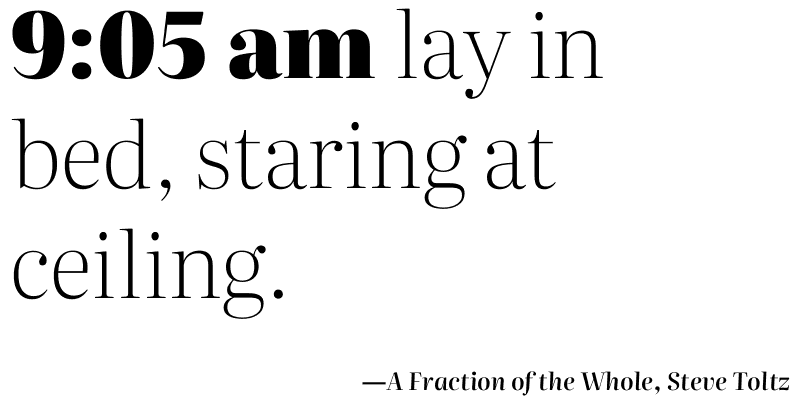 9:05 am lay in
bed, staring at
ceiling.
—A Fraction of the Whole, Steve Toltz